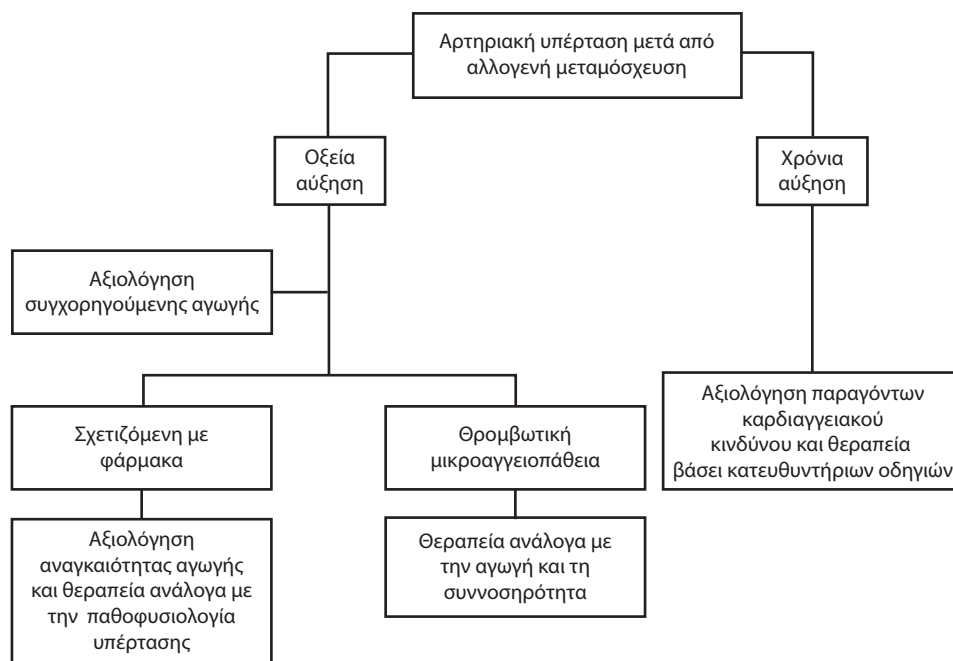 Αρτηριακή υπέρταση μετά από
αλλογενή μεταμόσχευση
Οξεία
αύξηση
Χρόνια
αύξηση
Αξιολόγηση
συγχορηγούμενης αγωγής
Σχετιζόμενη με
φάρμακα
Θρομβωτική
μικροαγγειοπάθεια
Αξιολόγηση παραγόντων
καρδιαγγειακού
κινδύνου και θεραπεία
βάσει κατευθυντήριων οδηγιών
Αξιολόγηση
αναγκαιότητας αγωγής
και θεραπεία ανάλογα με
την παθοφυσιολογία
υπέρτασης
Θεραπεία ανάλογα με
την αγωγή και τη
συννοσηρότητα